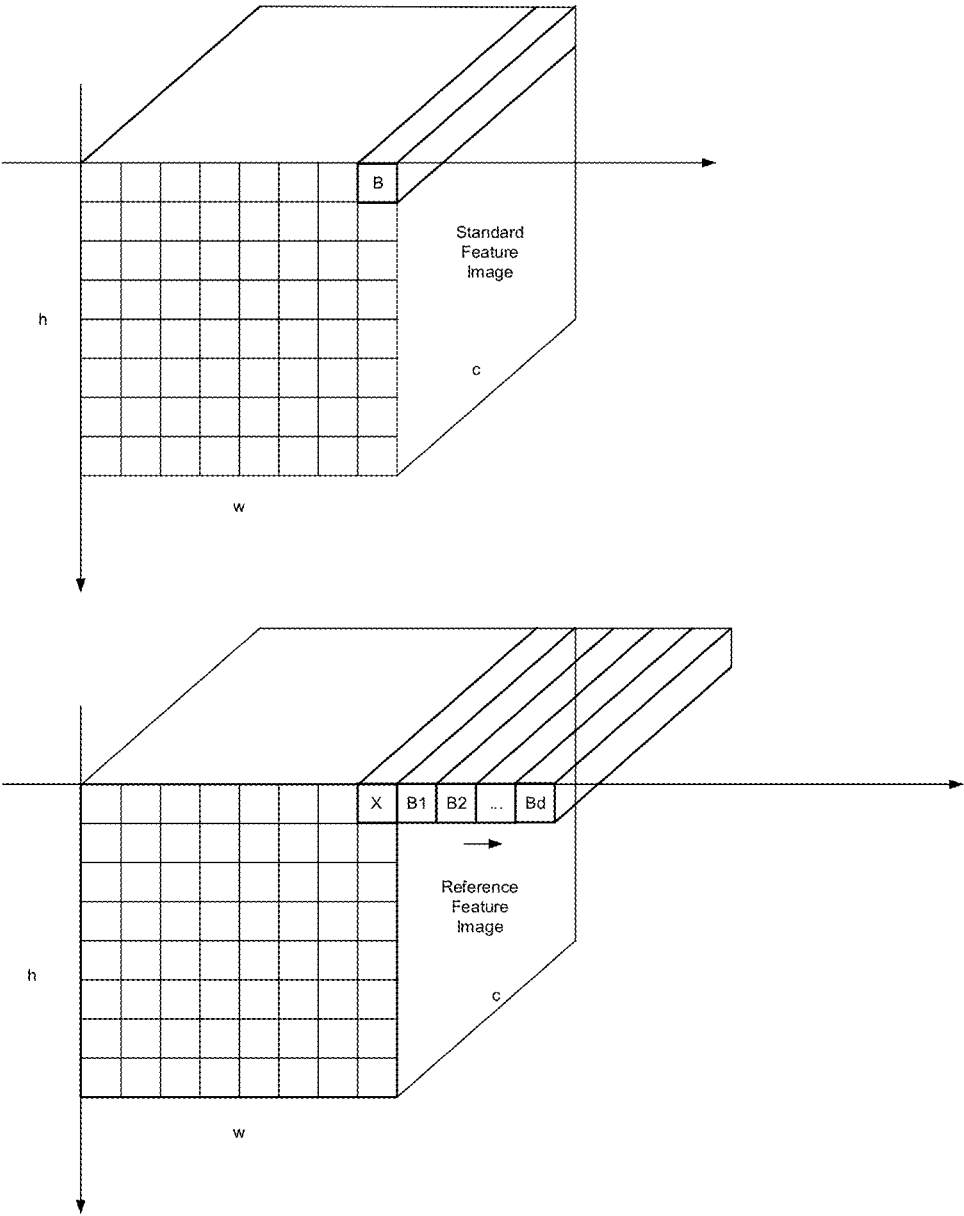 B
Standard
Feature
Image
h
c
w
X B1 B2 ... Bd
Reference
Feature
Image
h
c
w